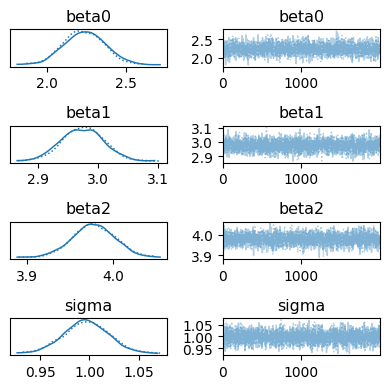 beta0 beta0
2.5
2.0
2.0 2.5 0 1000
beta1 beta1
3.1
3.0
2.9
2.9 3.0 3.1 0 1000
beta2 beta2
4.0
3.9
3.9 4.0 0 1000
sigma sigma
1.05
1.00
0.95
0.95 1.00 1.05 0 1000